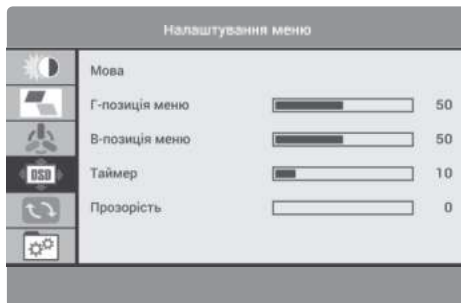 Налаштування меню
Мова
Г-позиція меню 50
В-позиція меню 50
OSD
Таймер 10
Прозорість 0